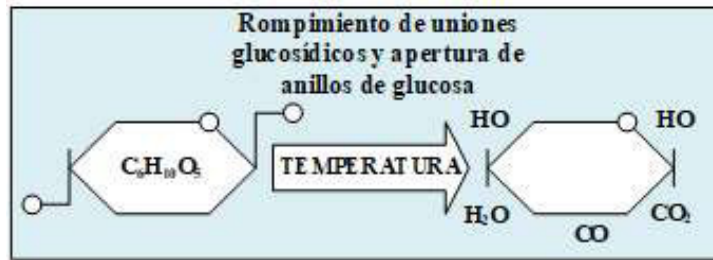 Rompimiento de uniones
glucosídicos y apertura de
anillos de glucosa
C₆H₁₀O₅
TEMPERATURA
HO
HO
H₂O
CO
CO₂